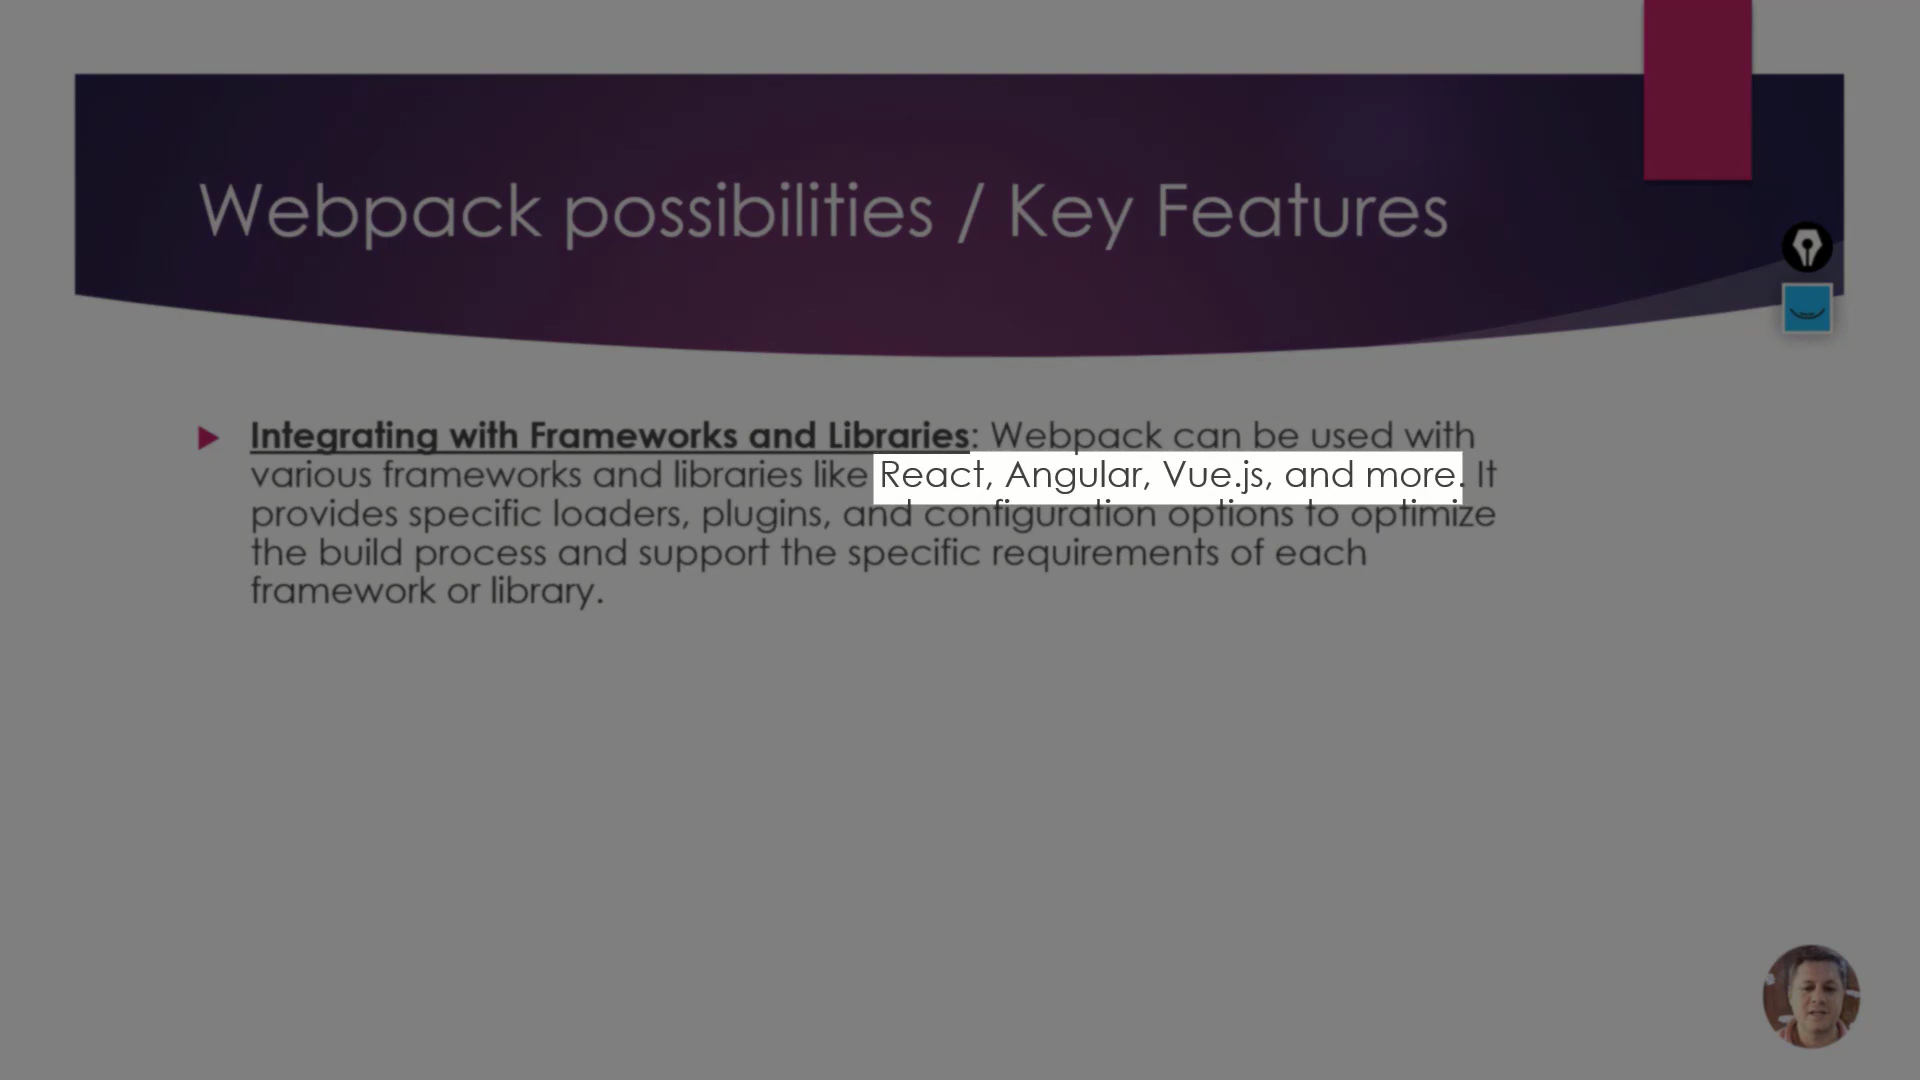 Webpack possibilities / Key Features
Integrating with Frameworks and Libraries: Webpack can be used with
various frameworks and libraries like React, Angular, Vue.js, and more. It
provides specific loaders, plugins, and configuration options to optimize
the build process and support the specific requirements of each
framework or library.